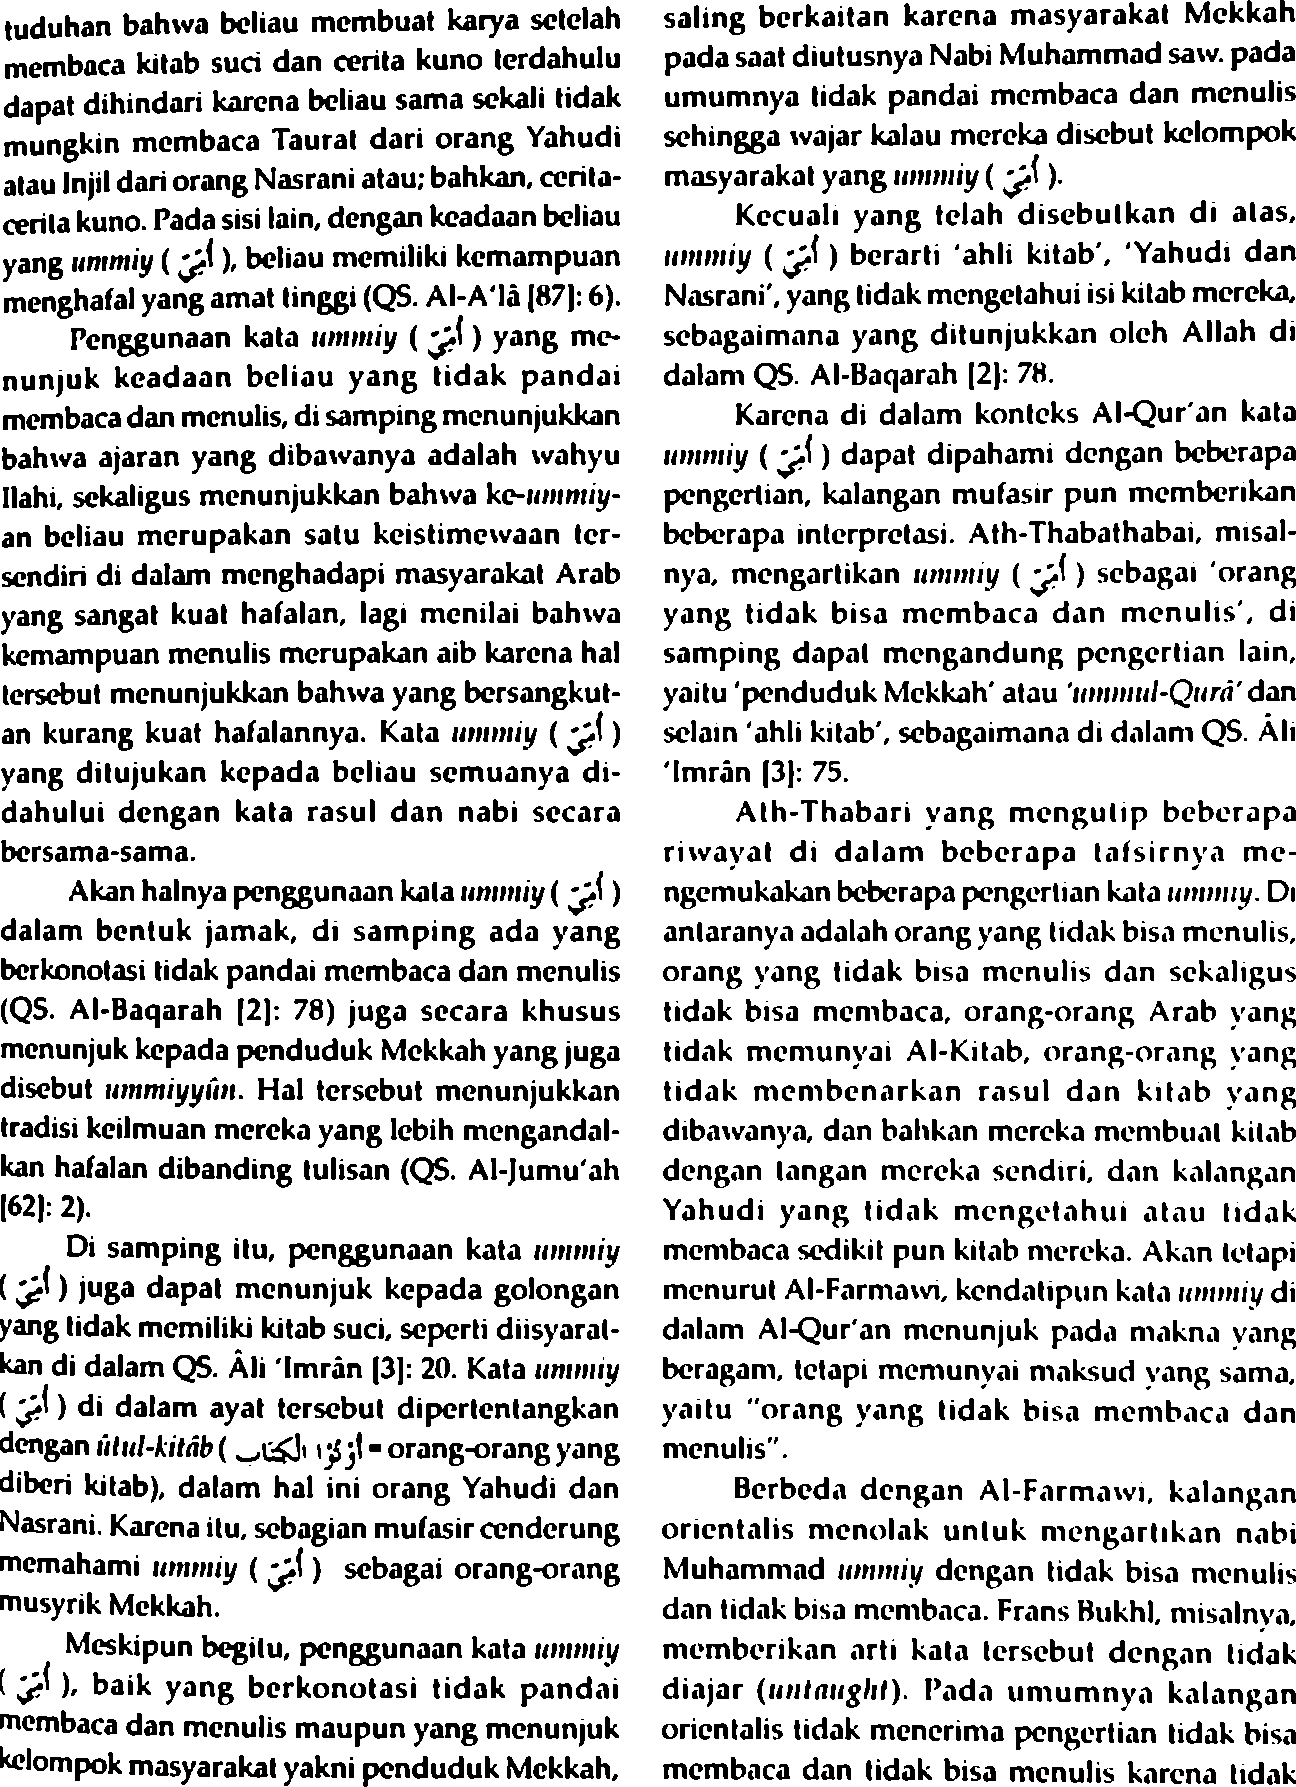 tuduhan bahwa beliau membuat karya setelah
membaca kitab suci dan cerita kuno terdahulu
dapat dihindari karena beliau sama sekali tidak
mungkin membaca Taurat dari orang Yahudi
atau Injil dari orang Nasrani atau; bahkan, cerita-
cerita kuno. Pada sisi lain, dengan keadaan beliau
yang ummiy ( أُمِّيّ ), beliau memiliki kemampuan
menghafal yang amat tinggi (QS. Al-A'lâ [87]: 6).
Penggunaan kata ummiy ( أُمِّيّ ) yang me-
nunjuk keadaan beliau yang tidak pandai
membaca dan menulis, di samping menunjukkan
bahwa ajaran yang dibawanya adalah wahyu
Ilahi, sekaligus menunjukkan bahwa ke-ummiy-
an beliau merupakan satu keistimewaan ter-
sendiri di dalam menghadapi masyarakat Arab
yang sangat kuat hafalan, lagi menilai bahwa
kemampuan menulis merupakan aib karena hal
tersebut menunjukkan bahwa yang bersangkut-
an kurang kuat hafalannya. Kata ummiy ( أُمِّيّ )
yang ditujukan kepada beliau semuanya di-
dahului dengan kata rasul dan nabi secara
bersama-sama.
Akan halnya penggunaan kata ummiy ( أُمِّيّ )
dalam bentuk jamak, di samping ada yang
berkonotasi tidak pandai membaca dan menulis
(QS. Al-Baqarah [2]: 78) juga secara khusus
menunjuk kepada penduduk Mekkah yang juga
disebut ummiyyûn. Hal tersebut menunjukkan
tradisi keilmuan mereka yang lebih mengandal-
kan hafalan dibanding tulisan (QS. Al-Jumu'ah
[62]: 2).
Di samping itu, penggunaan kata ummiy
( أُمِّيّ ) juga dapat menunjuk kepada golongan
yang tidak memiliki kitab suci, seperti diisyarat-
kan di dalam QS. Âli 'Imrân [3]: 20. Kata ummiy
( أُمِّيّ ) di dalam ayat tersebut dipertentangkan
dengan ûtul-kitâb ( أُوْتُوا الْكِتَاب = orang-orang yang
diberi kitab), dalam hal ini orang Yahudi dan
Nasrani. Karena itu, sebagian mufasir cenderung
memahami ummiy ( أُمِّيّ ) sebagai orang-orang
musyrik Mekkah.
Meskipun begitu, penggunaan kata ummiy
( أُمِّيّ ), baik yang berkonotasi tidak pandai
membaca dan menulis maupun yang menunjuk
kelompok masyarakat yakni penduduk Mekkah,
saling berkaitan karena masyarakat Mekkah
pada saat diutusnya Nabi Muhammad saw. pada
umumnya tidak pandai membaca dan menulis
sehingga wajar kalau mereka disebut kelompok
masyarakat yang ummiy ( أُمِّيّ ).
Kecuali yang telah disebutkan di atas,
ummiy ( أُمِّيّ ) berarti 'ahli kitab', 'Yahudi dan
Nasrani', yang tidak mengetahui isi kitab mereka,
sebagaimana yang ditunjukkan oleh Allah di
dalam QS. Al-Baqarah [2]: 78.
Karena di dalam konteks Al-Qur'an kata
ummiy ( أُمِّيّ ) dapat dipahami dengan beberapa
pengertian, kalangan mufasir pun memberikan
beberapa interpretasi. Ath-Thabathabai, misal-
nya, mengartikan ummiy ( أُمِّيّ ) sebagai 'orang
yang tidak bisa membaca dan menulis', di
samping dapat mengandung pengertian lain,
yaitu 'penduduk Mekkah' atau 'ummul-Qurâ' dan
selain 'ahli kitab', sebagaimana di dalam QS. Âli
'Imrân [3]: 75.
Ath-Thabari yang mengutip beberapa
riwayat di dalam beberapa tafsirnya me-
ngemukakan beberapa pengertian kata ummiy. Di
antaranya adalah orang yang tidak bisa menulis,
orang yang tidak bisa menulis dan sekaligus
tidak bisa membaca, orang-orang Arab yang
tidak memunyai Al-Kitab, orang-orang yang
tidak membenarkan rasul dan kitab yang
dibawanya, dan bahkan mereka membuat kitab
dengan tangan mereka sendiri, dan kalangan
Yahudi yang tidak mengetahui atau tidak
membaca sedikit pun kitab mereka. Akan tetapi
menurut Al-Farmawi, kendatipun kata ummiy di
dalam Al-Qur'an menunjuk pada makna yang
beragam, tetapi memunyai maksud yang sama,
yaitu "orang yang tidak bisa membaca dan
menulis".
Berbeda dengan Al-Farmawi, kalangan
orientalis menolak untuk mengartikan nabi
Muhammad ummiy dengan tidak bisa menulis
dan tidak bisa membaca. Frans Bukhl, misalnya,
memberikan arti kata tersebut dengan tidak
diajar (untaught). Pada umumnya kalangan
orientalis tidak menerima pengertian tidak bisa
membaca dan tidak bisa menulis karena tidak